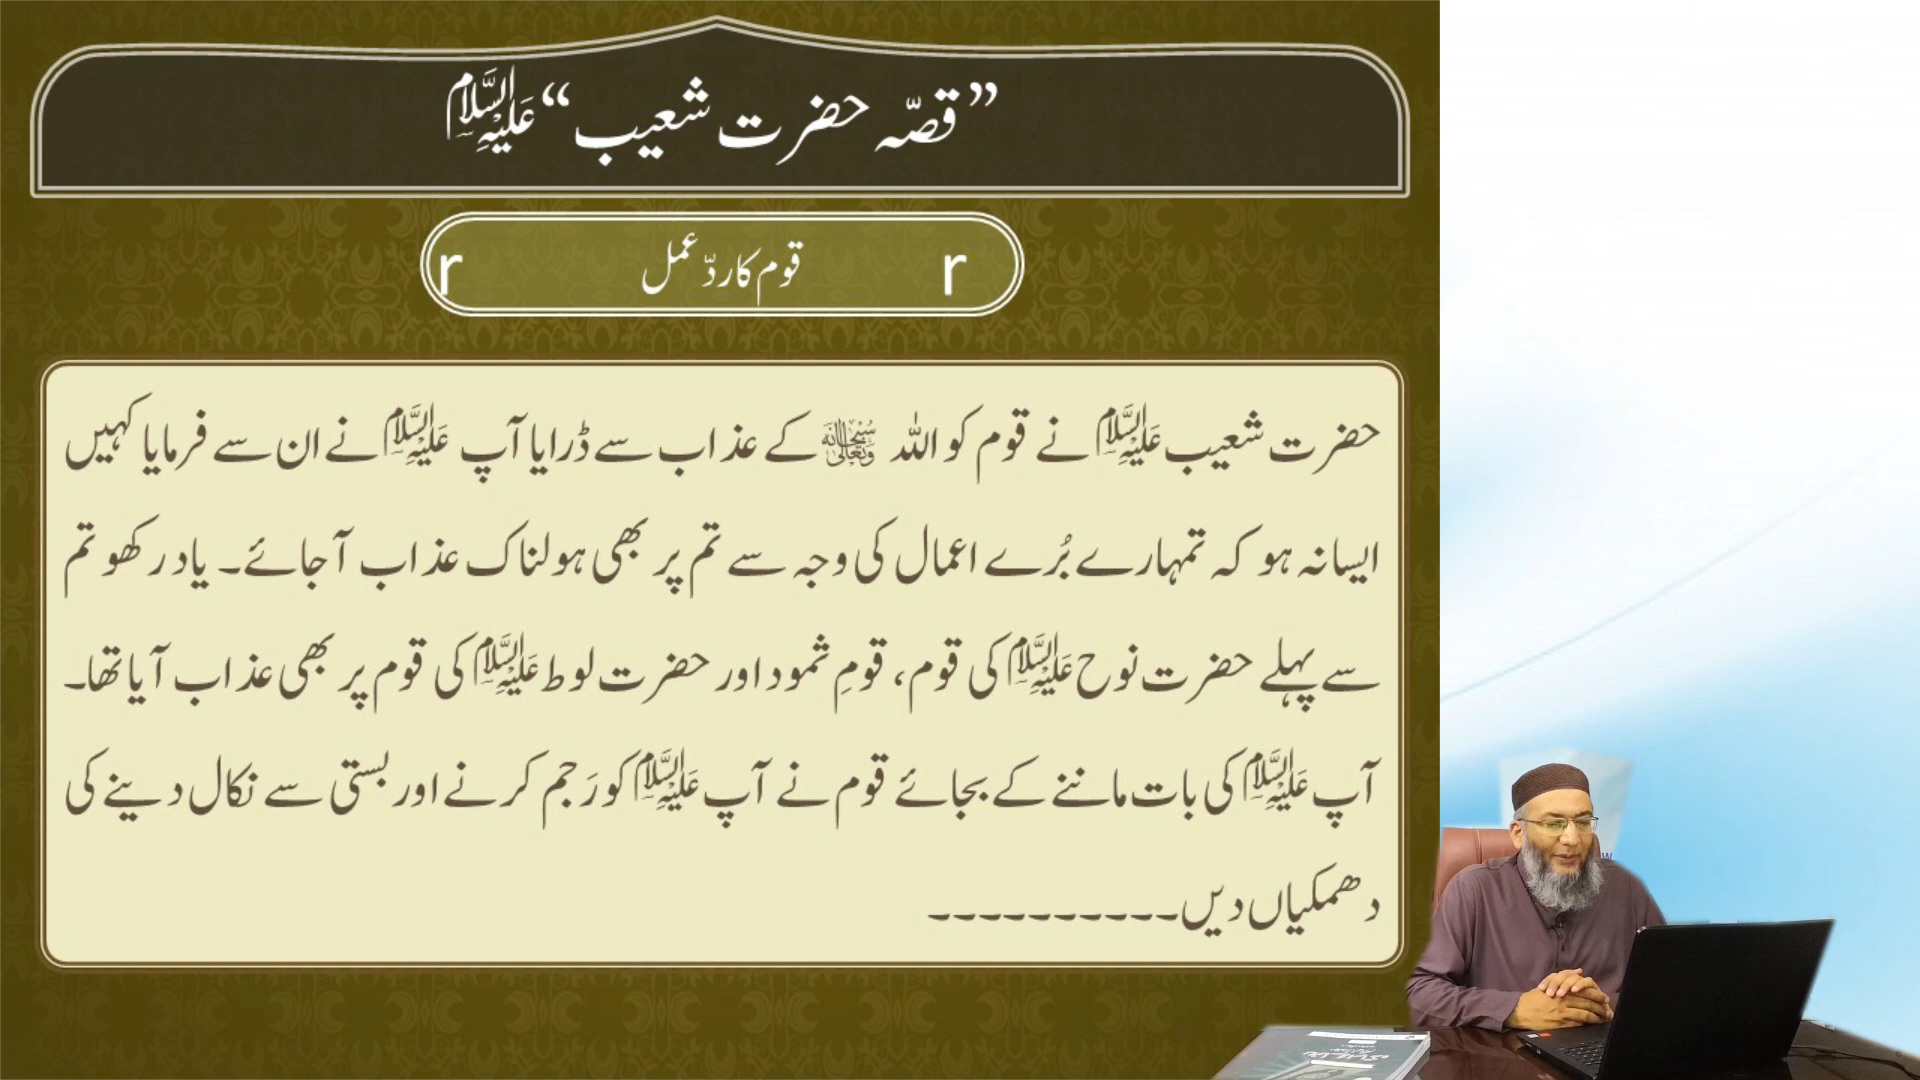 ”قصّہ حضرت شعیب“ عَلَیْہِ السَّلَام
r قوم کا ردِّ عمل r
حضرت شعیب عَلَیْہِ السَّلَام نے قوم کو اللہ سُبْحَانَہٗ وَتَعَالٰی کے عذاب سے ڈرایا آپ عَلَیْہِ السَّلَام نے ان سے فرمایا کہیں
ایسا نہ ہو کہ تمہارے بُرے اعمال کی وجہ سے تم پر بھی ہولناک عذاب آجائے۔ یاد رکھو تم
سے پہلے حضرت نوح عَلَیْہِ السَّلَام کی قوم، قومِ ثمود اور حضرت لوط عَلَیْہِ السَّلَام کی قوم پر بھی عذاب آیا تھا۔
آپ عَلَیْہِ السَّلَام کی بات ماننے کے بجائے قوم نے آپ عَلَیْہِ السَّلَام کو رَجم کرنے اور بستی سے نکال دینے کی
دھمکیاں دیں۔۔۔۔۔۔۔۔۔۔